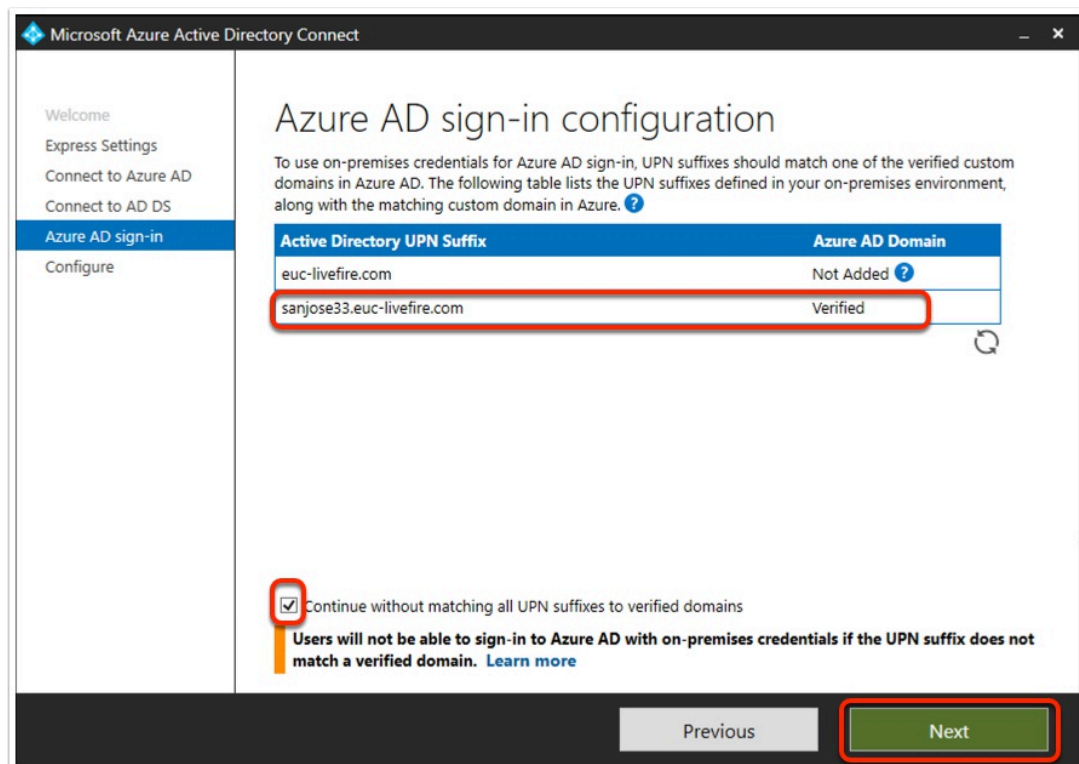 Microsoft Azure Active Directory Connect
Welcome
Express Settings
Connect to Azure AD
Connect to AD DS
Azure AD sign-in
Configure
Azure AD sign-in configuration
To use on-premises credentials for Azure AD sign-in, UPN suffixes should match one of the verified custom
domains in Azure AD. The following table lists the UPN suffixes defined in your on-premises environment,
along with the matching custom domain in Azure. ?
Active Directory UPN Suffix Azure AD Domain
euc-livefire.com Not Added ?
sanjose33.euc-livefire.com Verified
Continue without matching all UPN suffixes to verified domains
Users will not be able to sign-in to Azure AD with on-premises credentials if the UPN suffix does not
match a verified domain. Learn more
Previous Next